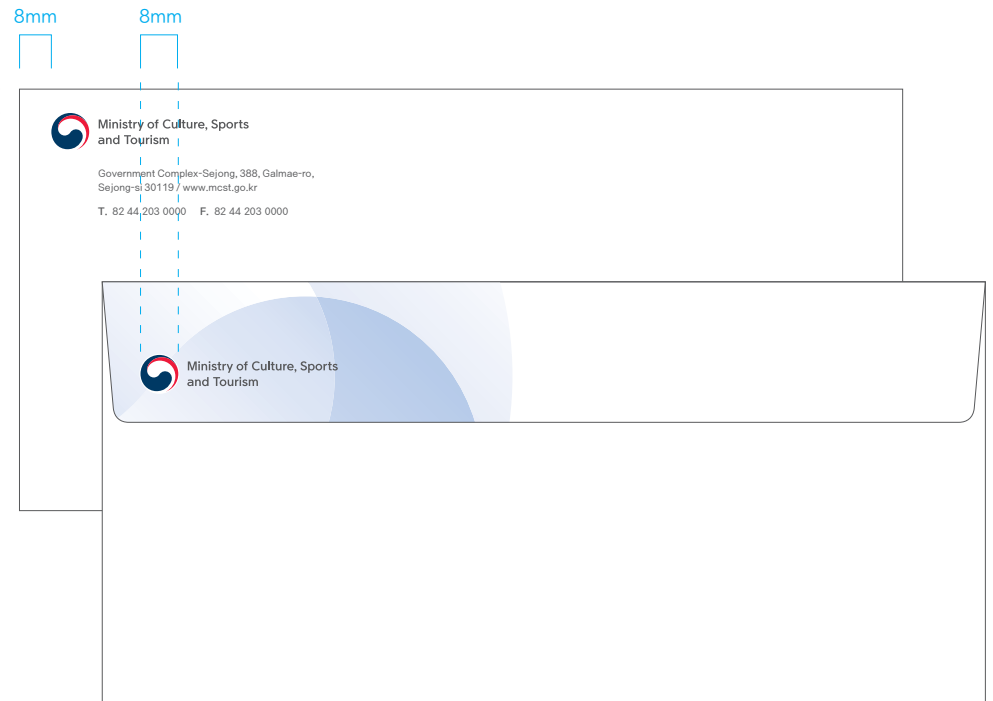 8mm 8mm
Ministry of Culture, Sports
and Tourism
Government Complex-Sejong, 388, Galmae-ro,
Sejong-si 30119 / www.mcst.go.kr
T. 82 44 203 0000 F. 82 44 203 0000
Ministry of Culture, Sports
and Tourism